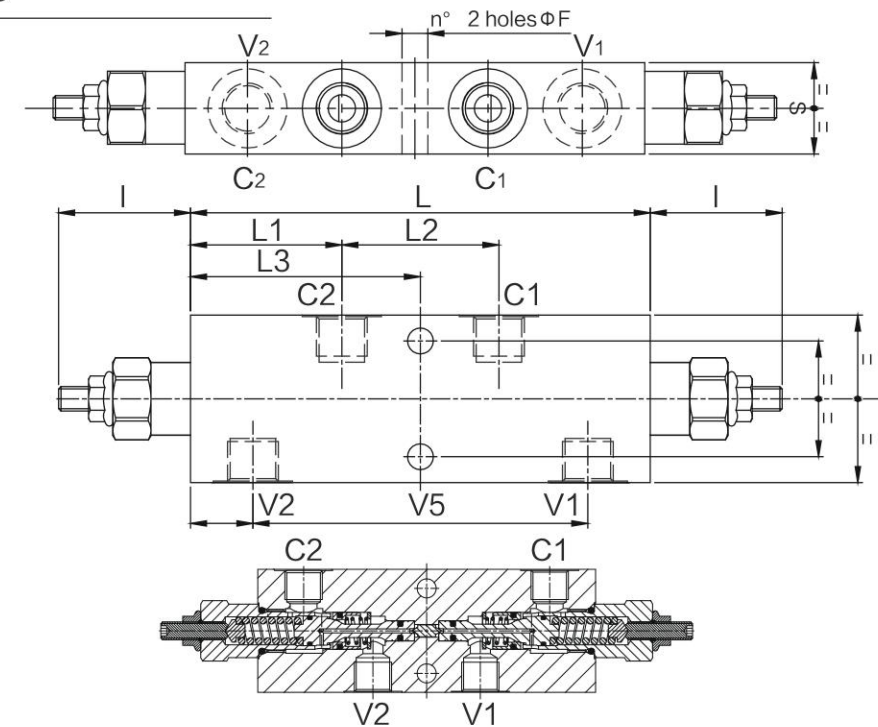 n° 2 holes ΦF
V2 V1
S
=
=
C2 C1
I L I
L1 L2
L3
C2 C1
=
=
=
=
V2 V5 V1
C2 C1
V2 V1